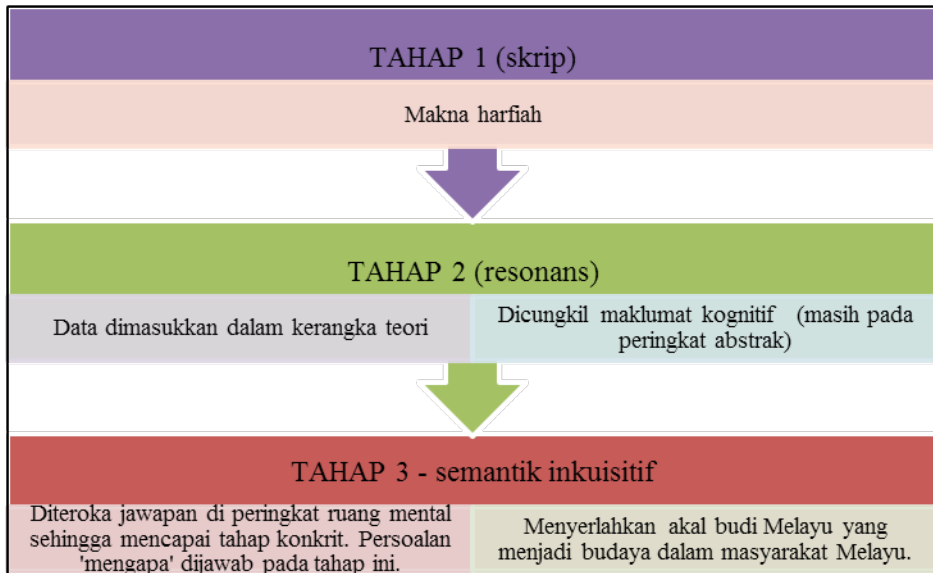 TAHAP 1 (skrip)
Makna harfiah
TAHAP 2 (resonans)
Data dimasukkan dalam kerangka teori
Dicungkil maklumat kognitif (masih pada
peringkat abstrak)
TAHAP 3 - semantik inkuisitif
Diteroka jawapan di peringkat ruang mental
sehingga mencapai tahap konkrit. Persoalan
'mengapa' dijawab pada tahap ini.
Menyerlahkan akal budi Melayu yang
menjadi budaya dalam masyarakat Melayu.